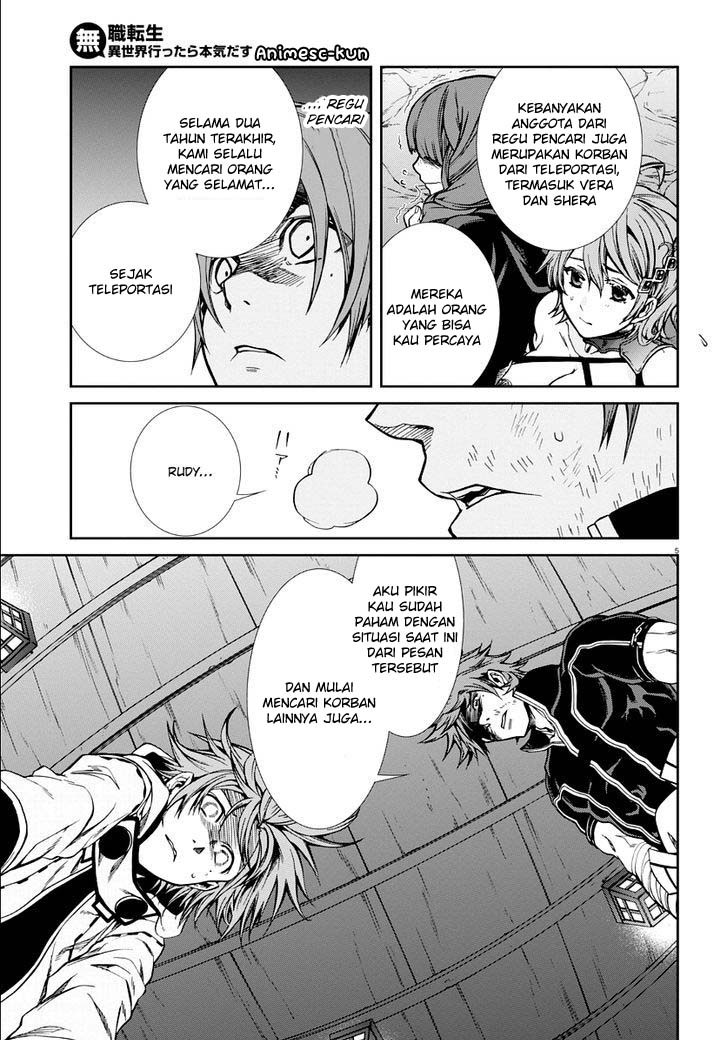 無職転生
異世界行ったら本気だす
Animesc-kun
KEBANYAKAN
ANGGOTA DARI
REGU PENCARI JUGA
MERUPAKAN KORBAN
DARI TELEPORTASI,
TERMASUK VERA
DAN SHERA
MEREKA
ADALAH ORANG
YANG BISA
KAU PERCAYA
.... REGU
PENCARI
SELAMA DUA
TAHUN TERAKHIR,
KAMI SELALU
MENCARI ORANG
YANG SELAMAT...
SEJAK
TELEPORTASI
RUDY...
5
AKU PIKIR
KAU SUDAH
PAHAM DENGAN
SITUASI SAAT INI
DARI PESAN
TERSEBUT
DAN MULAI
MENCARI KORBAN
LAINNYA JUGA...